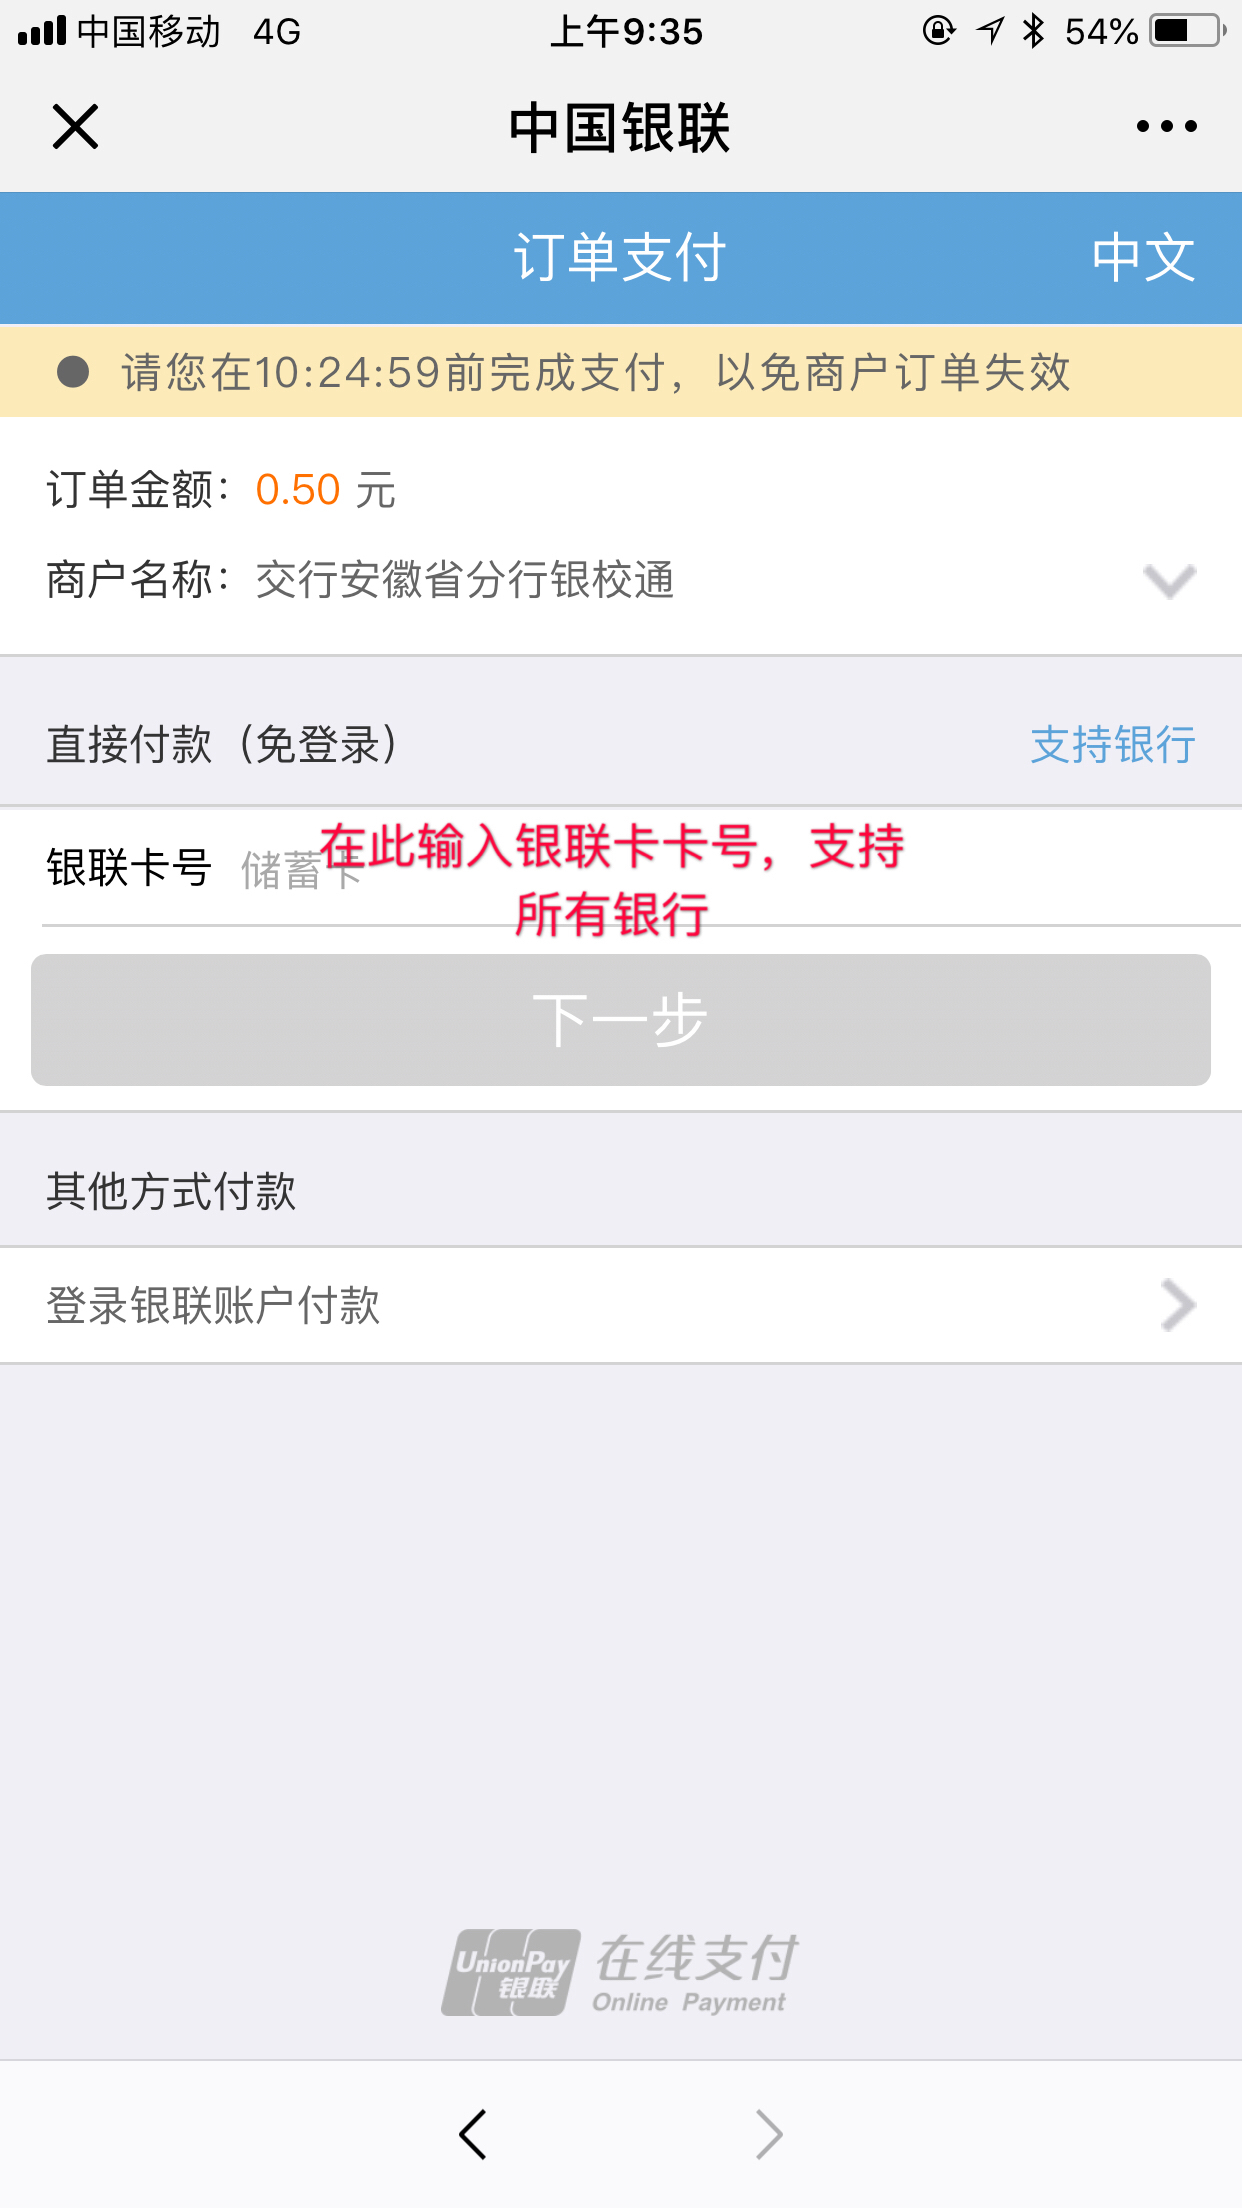 中国移动 4G 上午9:35 54%
中国银联
订单支付 中文
请您在10:24:59前完成支付，以免商户订单失效
订单金额：0.50 元
商户名称：交行安徽省分行银校通
直接付款（免登录） 支持银行
银联卡号 储蓄卡
在此输入银联卡卡号，支持
所有银行
下一步
其他方式付款
登录银联账户付款
UnionPay 在线支付
银联 Online Payment